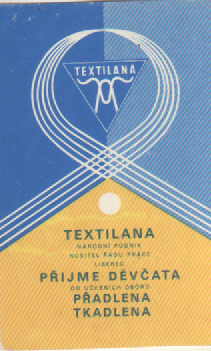 TEXTILANA
TEXTILANA
NÁRODNÍ PODNIK
NOSITEL ŘÁDU PRÁCE
LIBEREC
PŘIJME DĚVČATA
DO UČEBNÍCH OBORŮ
PŘADLENA
TKADLENA